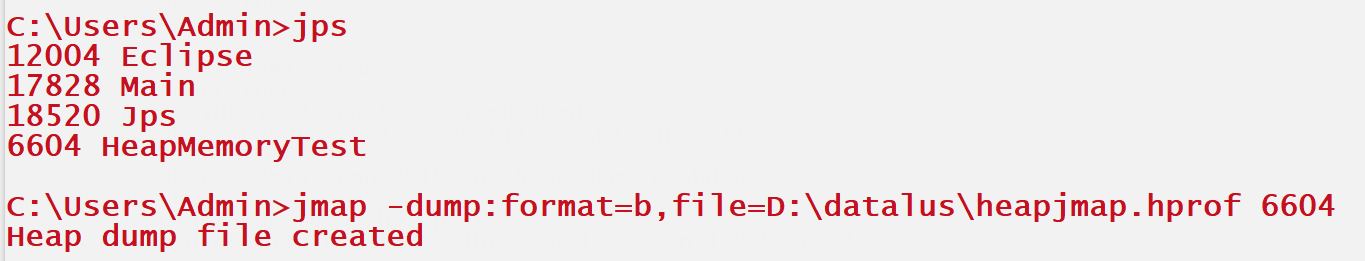 C:\Users\Admin>jps
12004 Eclipse
17828 Main
18520 Jps
6604 HeapMemoryTest
C:\Users\Admin>jmap -dump:format=b,file=D:\datalus\heapjmap.hprof 6604
Heap dump file created